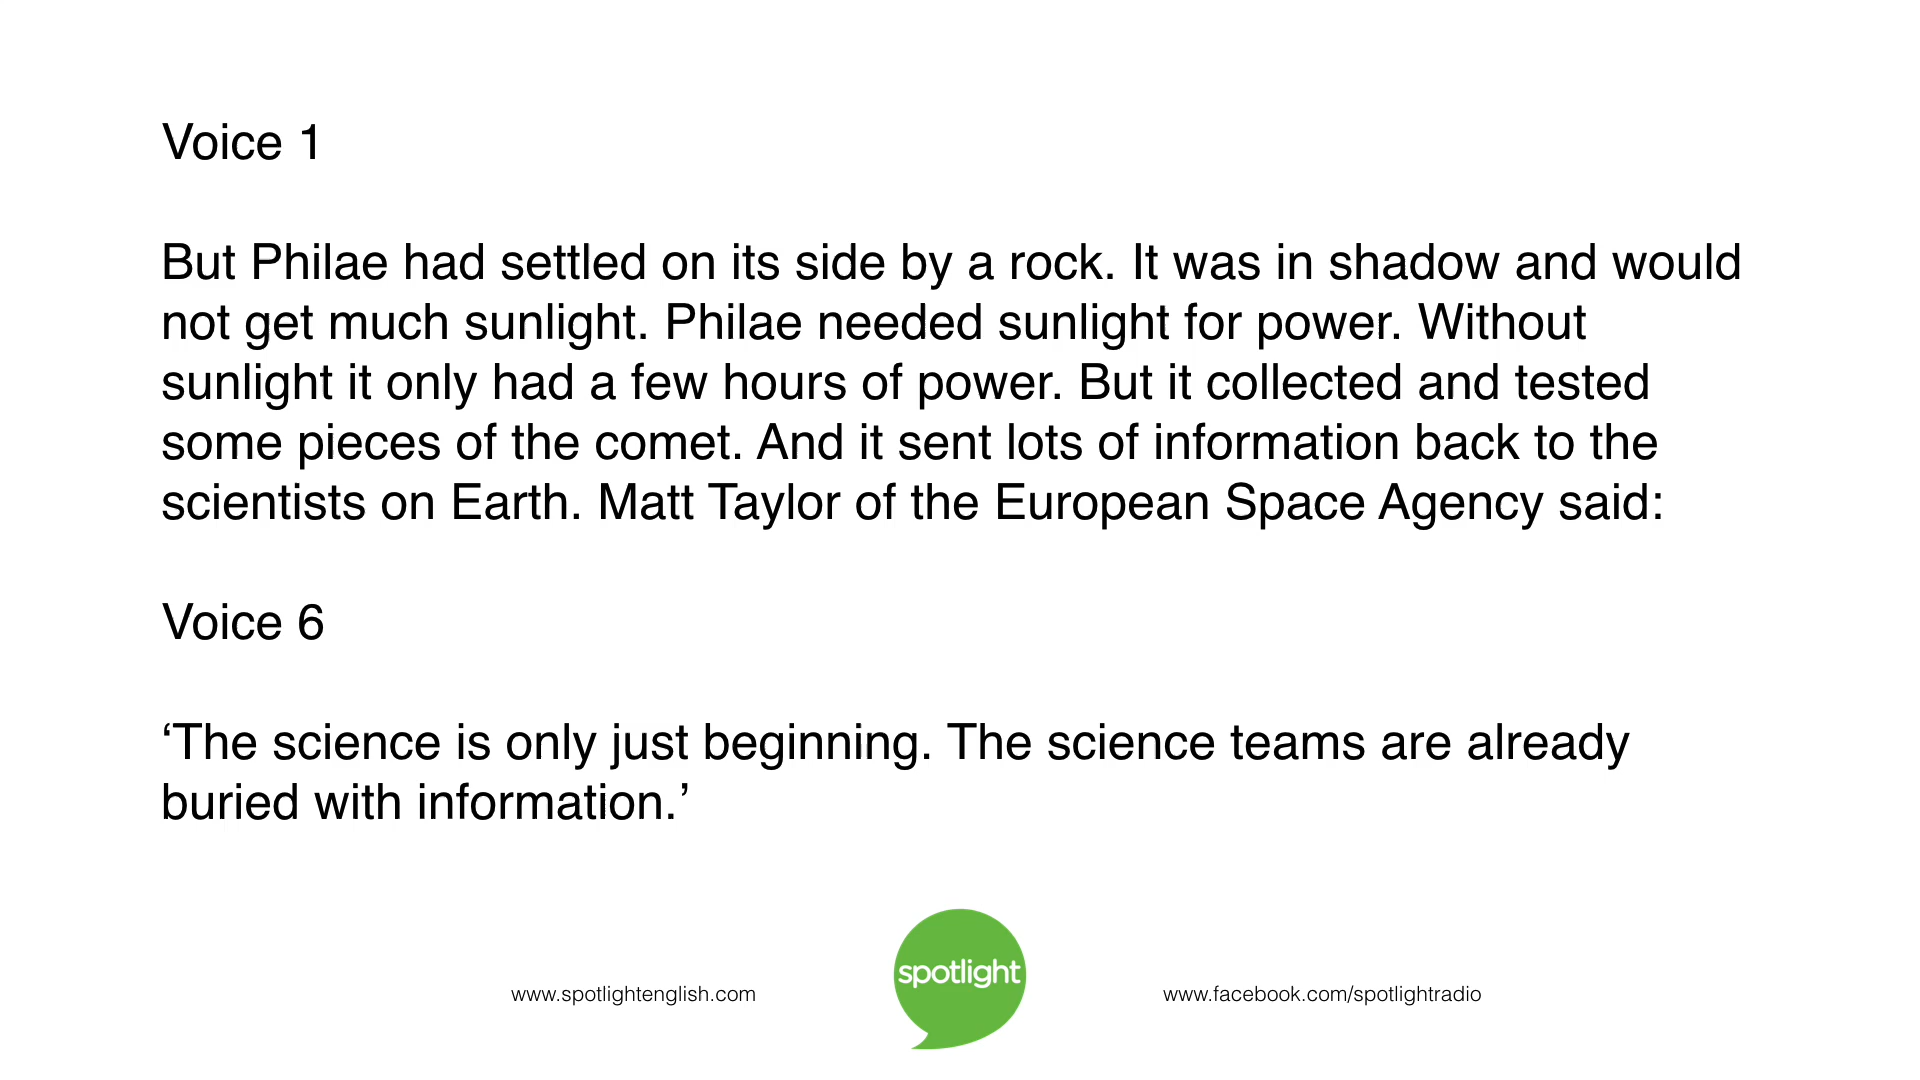 Voice 1
But Philae had settled on its side by a rock. It was in shadow and would
not get much sunlight. Philae needed sunlight for power. Without
sunlight it only had a few hours of power. But it collected and tested
some pieces of the comet. And it sent lots of information back to the
scientists on Earth. Matt Taylor of the European Space Agency said:
Voice 6
‘The science is only just beginning. The science teams are already
buried with information.’
www.spotlightenglish.com
spotlight
www.facebook.com/spotlightradio